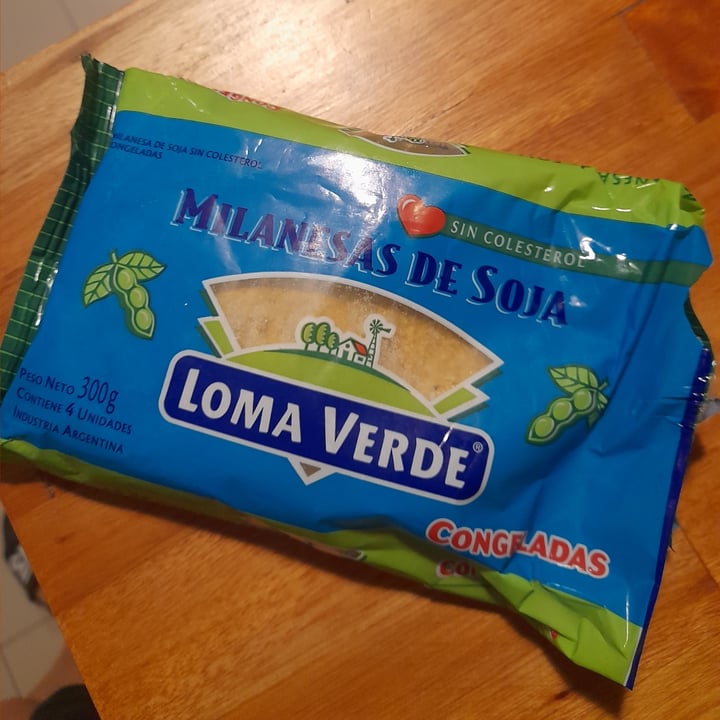 MILANESA DE SOJA SIN COLESTEROL
CONGELADAS
MILANESAS DE SOJA
SIN COLESTEROL
LOMA VERDE®
PESO NETO 300g
CONTIENE 4 UNIDADES
INDUSTRIA ARGENTINA
CONGELADAS